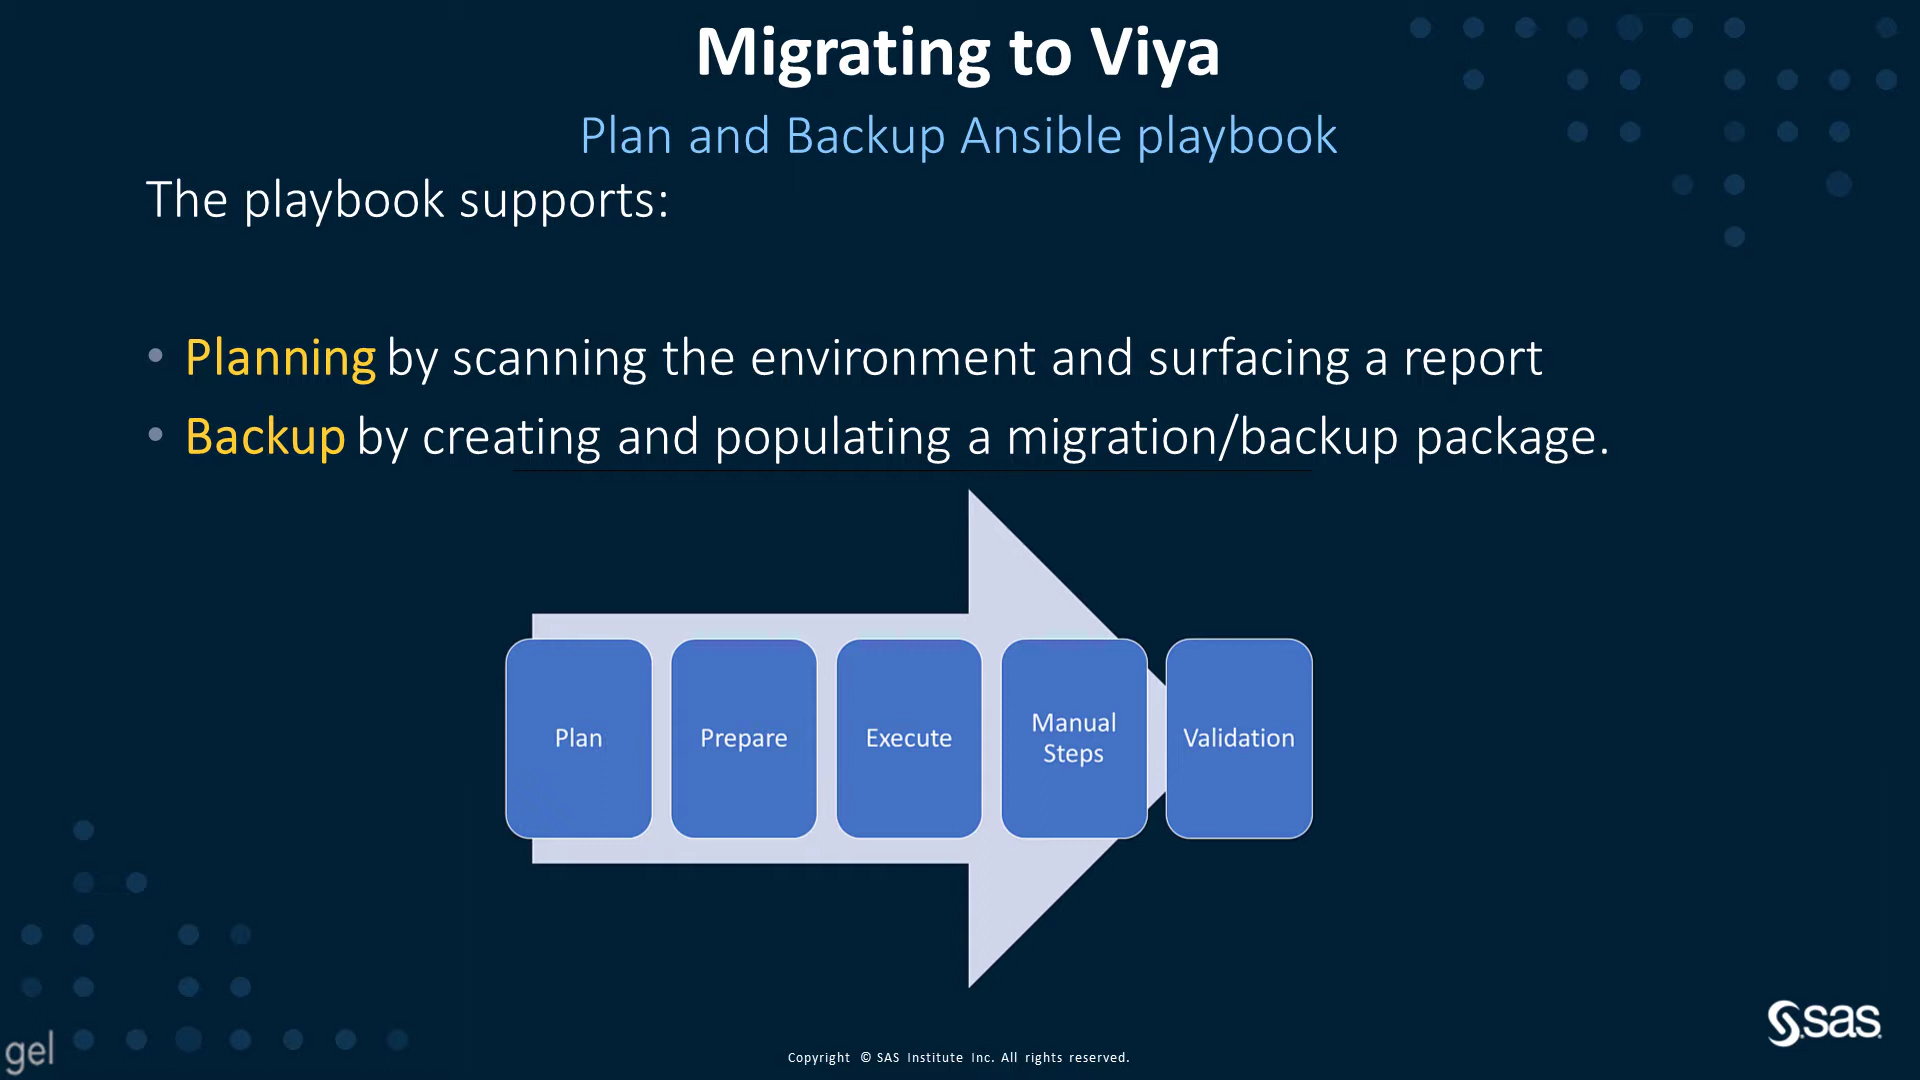 Migrating to Viya
Plan and Backup Ansible playbook
The playbook supports:
• Planning by scanning the environment and surfacing a report
• Backup by creating and populating a migration/backup package.
Plan
Prepare
Execute
Manual
Steps
Validation
sas
gel
Copyright © SAS Institute Inc. All rights reserved.